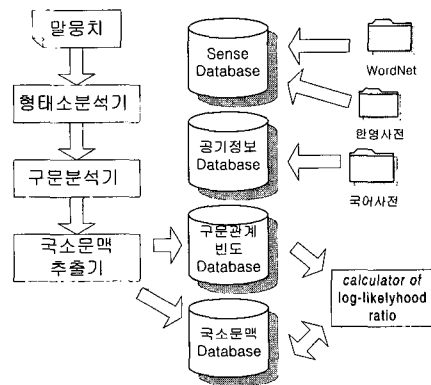 말뭉치
형태소분석기
구문분석기
국소문맥
추출기
Sense
Database
공기정보
Database
구문관계
빈도
Database
국소문맥
Database
WordNet
한영사전
국어사전
calculator of
log-likelyhood
ratio